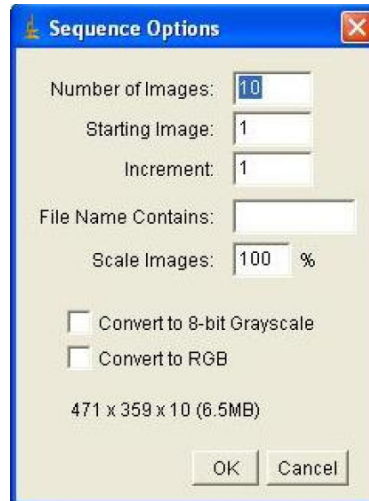 Sequence Options
Number of Images: 10
Starting Image: 1
Increment: 1
File Name Contains:
Scale Images: 100 %
Convert to 8-bit Grayscale
Convert to RGB
471 x 359 x 10 (6.5MB)
OK Cancel